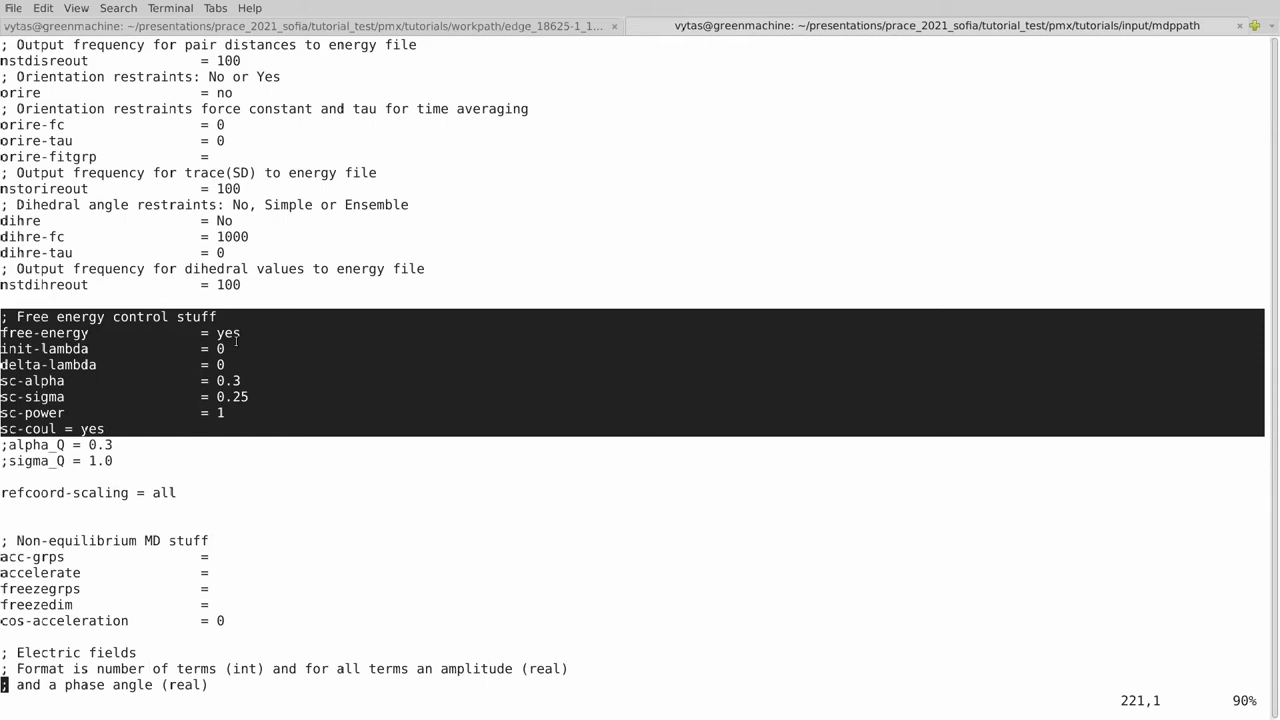 File Edit View Search Terminal Tabs Help
vytas@greenmachine: ~/presentations/prace_2021_sofia/tutorial_test/pmx/tutorials/workpath/edge_18625-1_1... ×
vytas@greenmachine: ~/presentations/prace_2021_sofia/tutorial_test/pmx/tutorials/input/mdppath ×
; Output frequency for pair distances to energy file
nstdisreout = 100
; Orientation restraints: No or Yes
orire = no
; Orientation restraints force constant and tau for time averaging
orire-fc = 0
orire-tau = 0
orire-fitgrp =
; Output frequency for trace(SD) to energy file
nstorireout = 100
; Dihedral angle restraints: No, Simple or Ensemble
dihre = No
dihre-fc = 1000
dihre-tau = 0
; Output frequency for dihedral values to energy file
nstdihreout = 100
; Free energy control stuff
free-energy = yes
init-lambda = 0
delta-lambda = 0
sc-alpha = 0.3
sc-sigma = 0.25
sc-power = 1
sc-coul = yes
;alpha_Q = 0.3
;sigma_Q = 1.0
refcoord-scaling = all
; Non-equilibrium MD stuff
acc-grps =
accelerate =
freezegrps =
freezedim =
cos-acceleration = 0
; Electric fields
; Format is number of terms (int) and for all terms an amplitude (real)
; and a phase angle (real)
221,1 90%